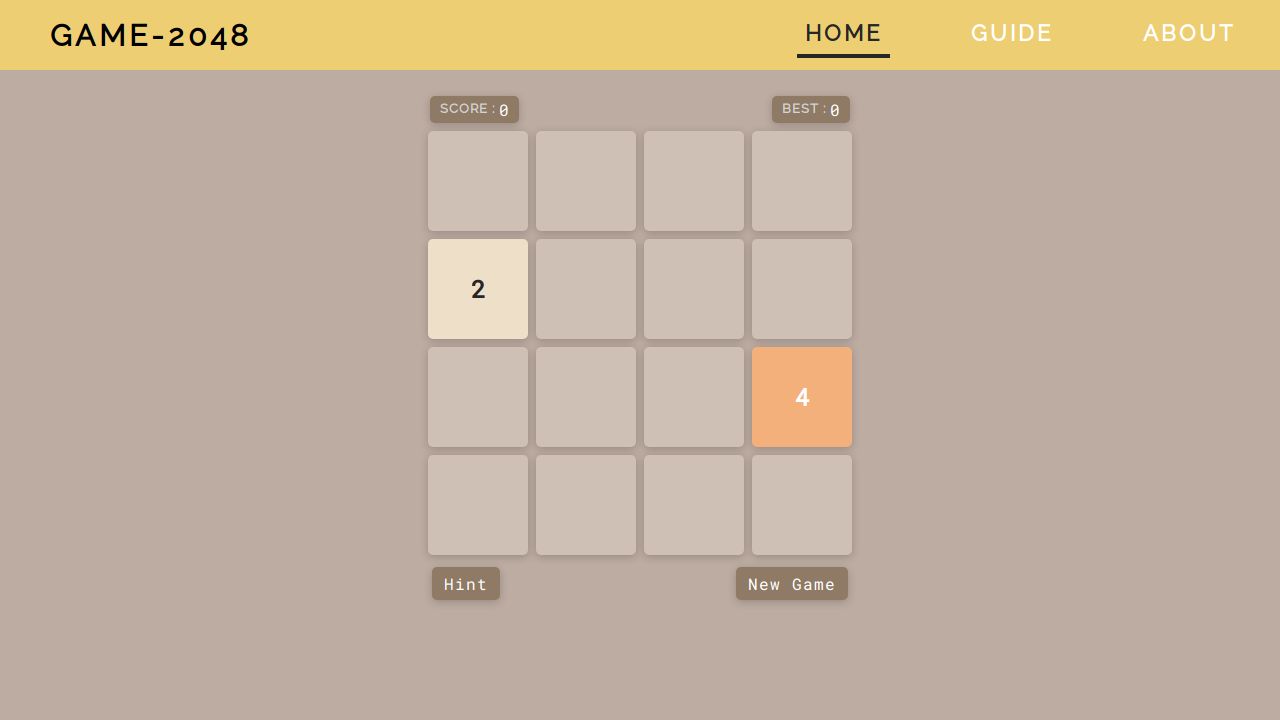 GAME-2048
HOME GUIDE ABOUT
SCORE : 0
BEST : 0
2
4
Hint
New Game